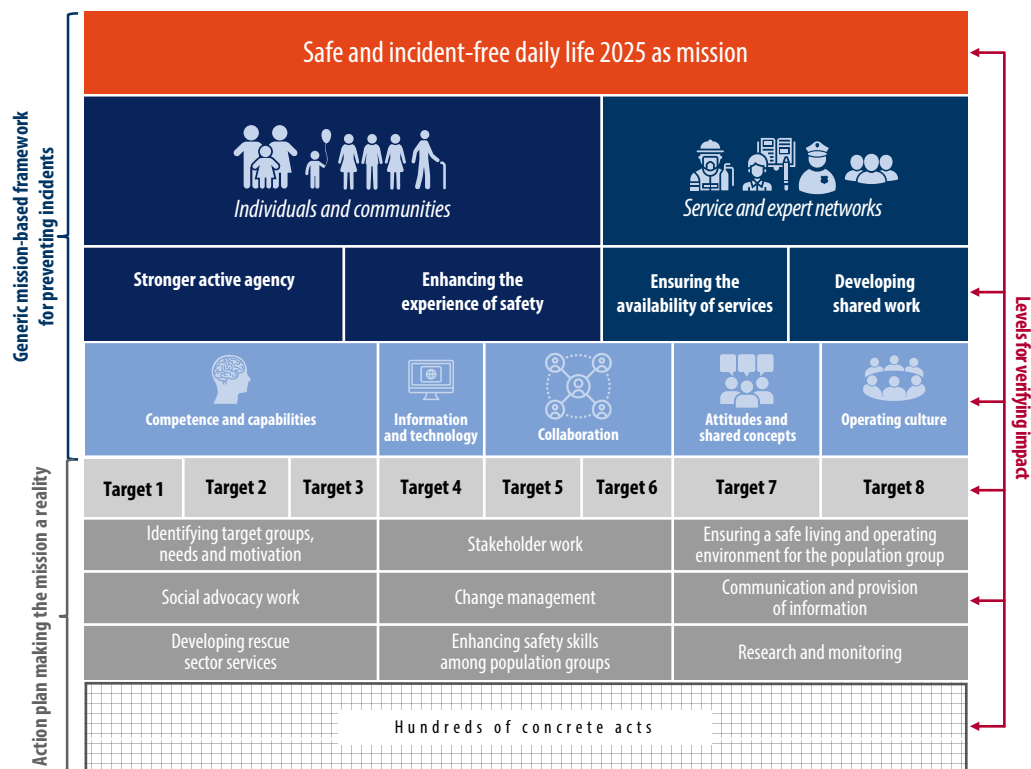 Safe and incident-free daily life 2025 as mission
Generic mission-based framework
for preventing incidents
Individuals and communities
Service and expert networks
Stronger active agency
Enhancing the
experience of safety
Ensuring the
availability of services
Developing
shared work
Competence and capabilities
Information
and technology
Collaboration
Attitudes and
shared concepts
Operating culture
Levels for verifying impact
Action plan making the mission a reality
Target 1
Target 2
Target 3
Target 4
Target 5
Target 6
Target 7
Target 8
Identifying target groups,
needs and motivation
Stakeholder work
Ensuring a safe living and operating
environment for the population group
Social advocacy work
Change management
Communication and provision
of information
Developing rescue
sector services
Enhancing safety skills
among population groups
Research and monitoring
Hundreds of concrete acts